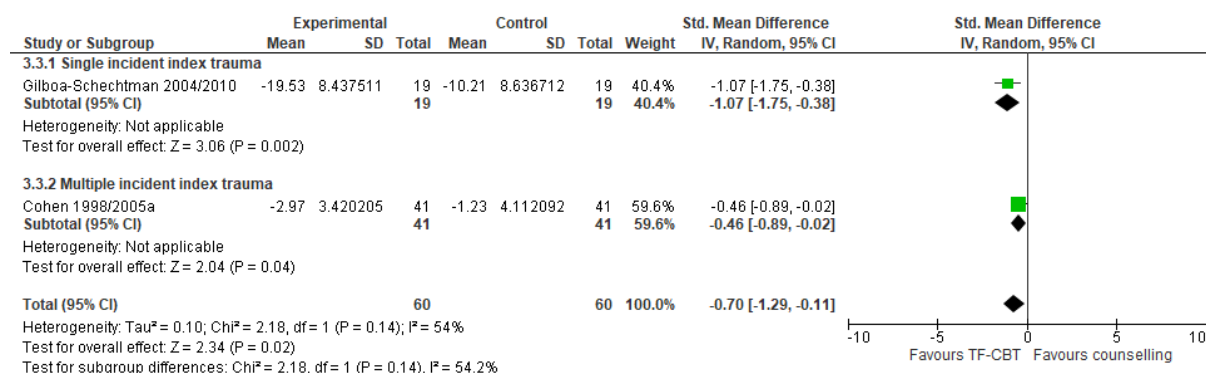 Experimental Control Std. Mean Difference Std. Mean Difference
Study or Subgroup Mean SD Total Mean SD Total Weight IV, Random, 95% CI IV, Random, 95% CI
3.3.1 Single incident index trauma
Gilboa-Schechtman 2004/2010 -19.53 8.437511 19 -10.21 8.636712 19 40.4% -1.07 [-1.75, -0.38]
Subtotal (95% CI) 19 19 40.4% -1.07 [-1.75, -0.38]
Heterogeneity: Not applicable
Test for overall effect: Z = 3.06 (P = 0.002)
3.3.2 Multiple incident index trauma
Cohen 1998/2005a -2.97 3.420205 41 -1.23 4.112092 41 59.6% -0.46 [-0.89, -0.02]
Subtotal (95% CI) 41 41 59.6% -0.46 [-0.89, -0.02]
Heterogeneity: Not applicable
Test for overall effect: Z = 2.04 (P = 0.04)
Total (95% CI) 60 60 100.0% -0.70 [-1.29, -0.11]
Heterogeneity: Tau² = 0.10; Chi² = 2.18, df = 1 (P = 0.14); I² = 54%
Test for overall effect: Z = 2.34 (P = 0.02)
Test for subgroup differences: Chi² = 2.18, df = 1 (P = 0.14), I² = 54.2%
-10 -5 0 5 10
Favours TF-CBT Favours counselling